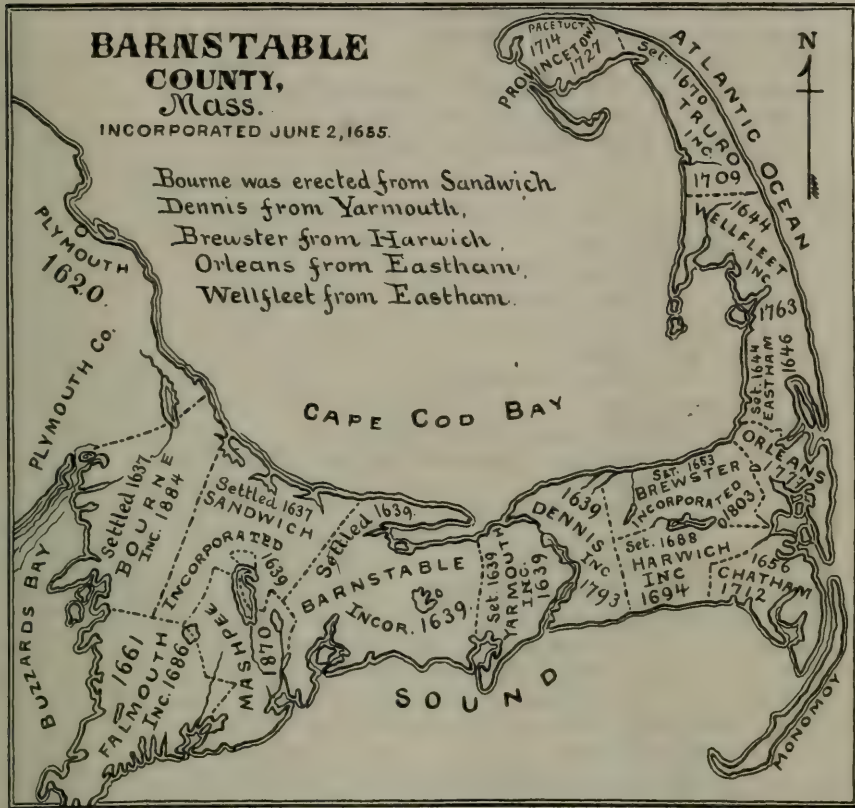 BARNSTABLE
COUNTY,
Mass.
INCORPORATED JUNE 2, 1685.
Bourne was erected from Sandwich
Dennis from Yarmouth,
Brewster from Harwich,
Orleans from Eastham,
Wellfleet from Eastham.
N
ATLANTIC OCEAN
PACETUCT
1714
PROVINCETOWN
1727
Set. 1670
TRURO
INC.
1709
1644
WELLFLEET
INC
1763
Set. 1644
EASTHAM
1646
ORLEANS
PLYMOUTH
1620.
PLYMOUTH Co.
CAPE COD BAY
BUZZARDS BAY
Settled 1637
BOURNE
INC. 1884
Settled 1637
SANDWICH
INCORPORATED
1639
Settled 1639.
BARNSTABLE
INCOR. 1639.
Set. 1639
YARMOUTH
INC.
1639
1639
DENNIS
INC
1793
Set. 1653
BREWSTER
INCORPORATED
1803
Set. 1688
HARWICH
INC
1694
1656
CHATHAM
1712
1661
FALMOUTH
Inc. 1686
MASHPEE
1870
SOUND
MONOMOY